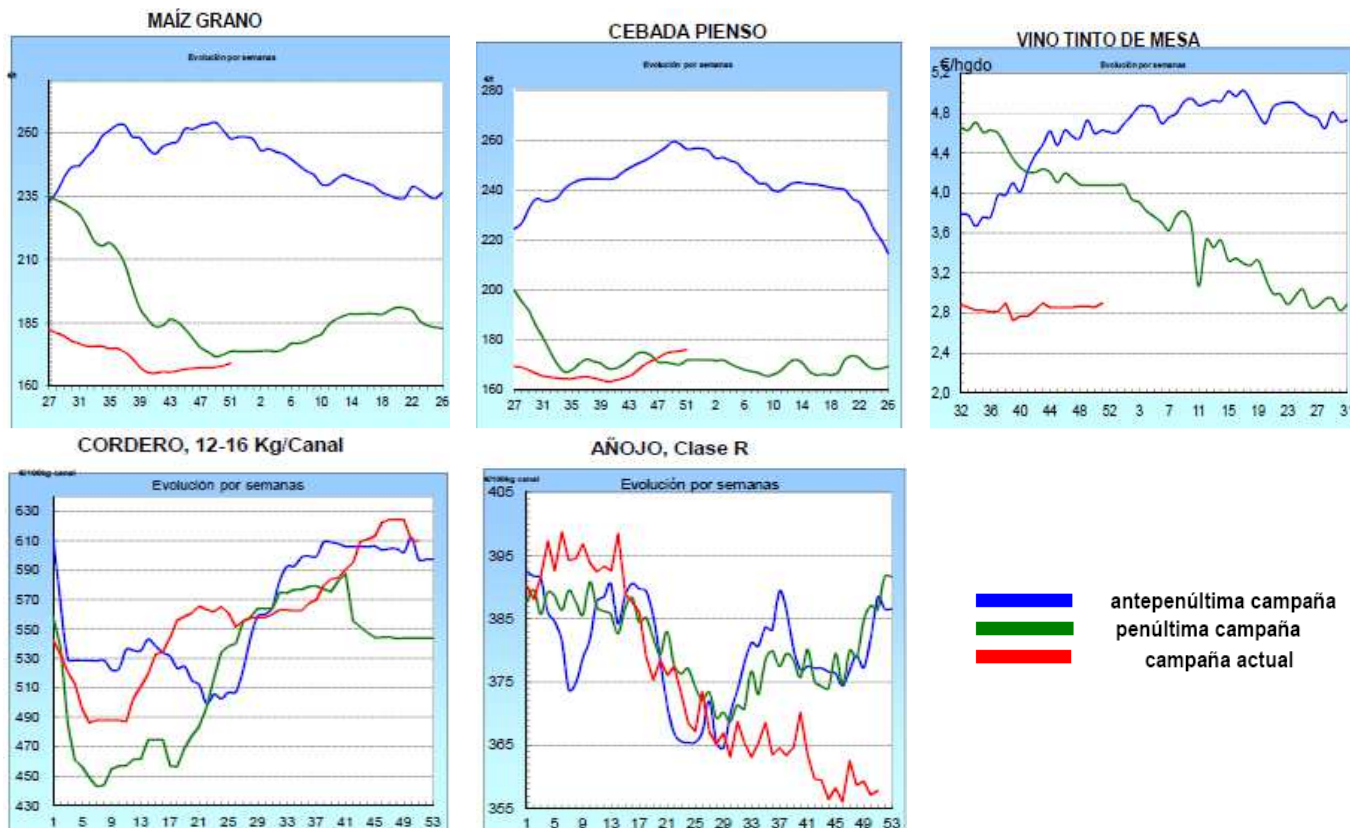 MAÍZ GRANO
Evolución por semanas
€/t
260
235
210
185
160
27 31 35 39 43 47 51 2 6 10 14 18 22 26
CEBADA PIENSO
Evolución por semanas
€/t
280
260
240
220
200
180
160
27 31 35 39 43 47 51 2 6 10 14 18 22 26
VINO TINTO DE MESA
€/hgdo
Evolución por semanas
5,2
4,8
4,4
4,0
3,6
3,2
2,8
2,4
2,0
32 36 40 44 48 52 3 7 11 15 19 23 27 31
CORDERO, 12-16 Kg/Canal
€/100kg canal
Evolución por semanas
630
610
590
570
550
530
510
490
470
450
430
1 5 9 13 17 21 25 29 33 37 41 45 49 53
AÑOJO, Clase R
€/100kg canal
Evolución por semanas
405
395
385
375
365
355
1 5 9 13 17 21 25 29 33 37 41 45 49 53
antepenúltima campaña
penúltima campaña
campaña actual